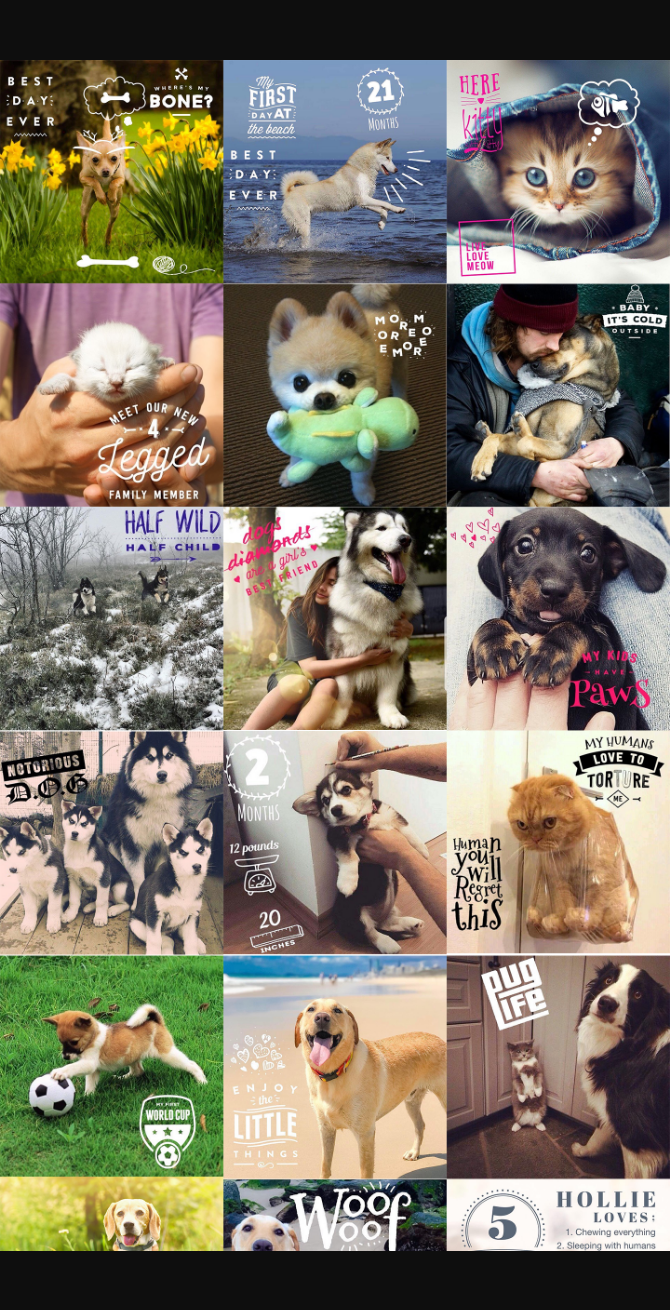 BEST
DAY
EVER
WHERE'S MY
BONE?
My
FIRST
DAY AT
the beach
21
MONTHS
BEST
DAY
EVER
HERE
kitty
LIVE
LOVE
MEOW
MEET OUR NEW
4
Legged
FAMILY MEMBER
BABY
IT'S COLD
OUTSIDE
HALF WILD
HALF CHILD
dogs
diamonds
are a girl's
BEST FRIEND
MY KIDS
HAVE
Paws
NOTORIOUS
D.O.G
2
MONTHS
12 pounds
20
INCHES
MY HUMANS
LOVE TO
TORTURE
ME
Human
you
will
Regret
this
MY FIRST
WORLD CUP
ENJOY
the
LITTLE
THINGS
PUG
LIFE
Woof
Woof
5
HOLLIE
LOVES:
1. Chewing everything
2. Sleeping with humans